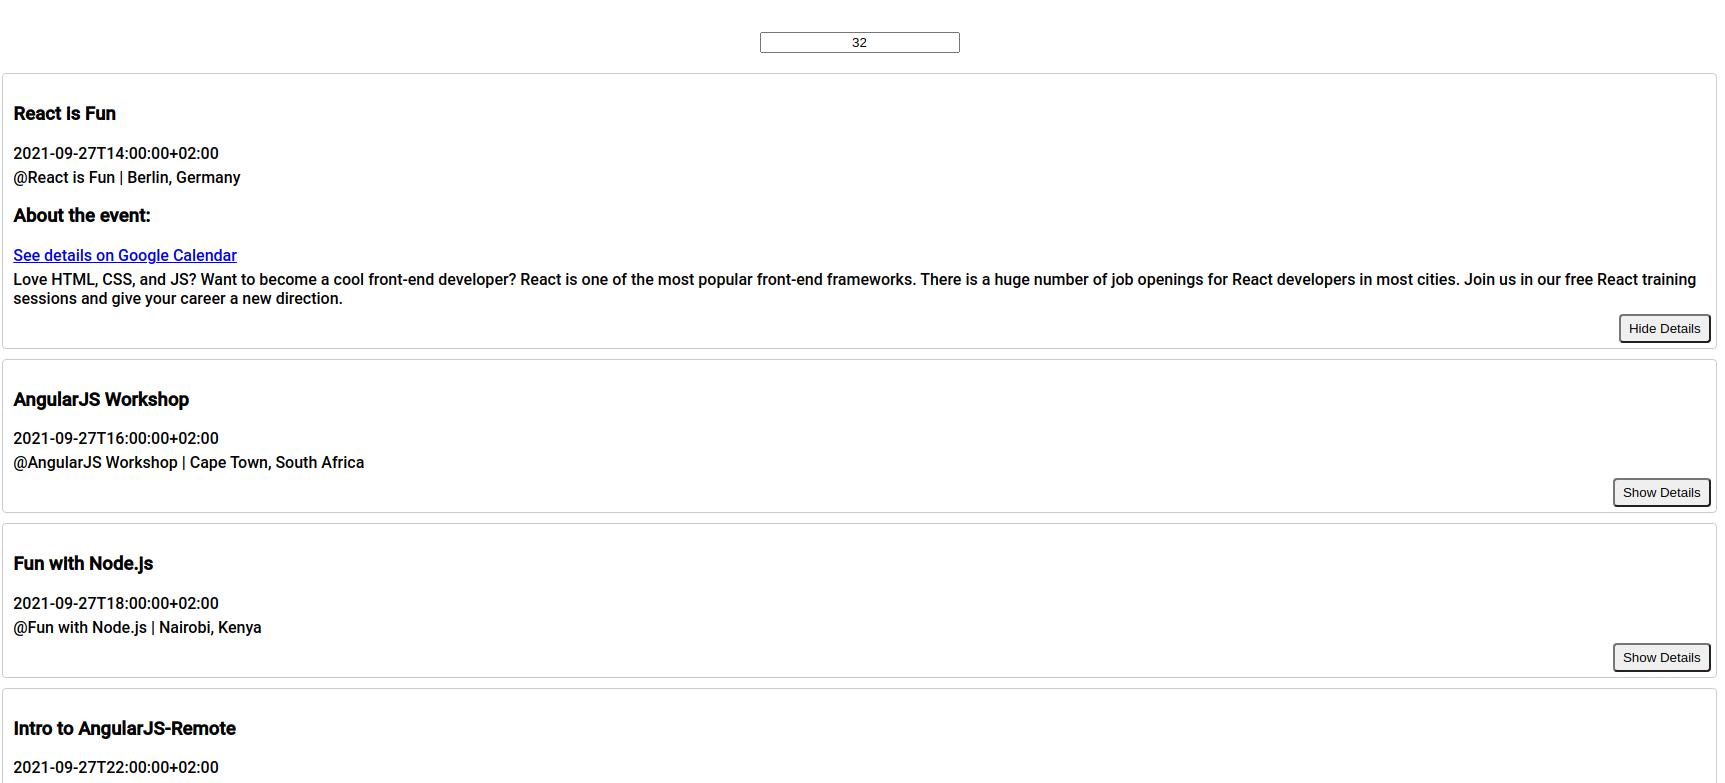 32
React is Fun
2021-09-27T14:00:00+02:00
@React is Fun | Berlin, Germany
About the event:
See details on Google Calendar
Love HTML, CSS, and JS? Want to become a cool front-end developer? React is one of the most popular front-end frameworks. There is a huge number of job openings for React developers in most cities. Join us in our free React training
sessions and give your career a new direction.
Hide Details
AngularJS Workshop
2021-09-27T16:00:00+02:00
@AngularJS Workshop | Cape Town, South Africa
Show Details
Fun with Node.js
2021-09-27T18:00:00+02:00
@Fun with Node.js | Nairobi, Kenya
Show Details
Intro to AngularJS-Remote
2021-09-27T22:00:00+02:00